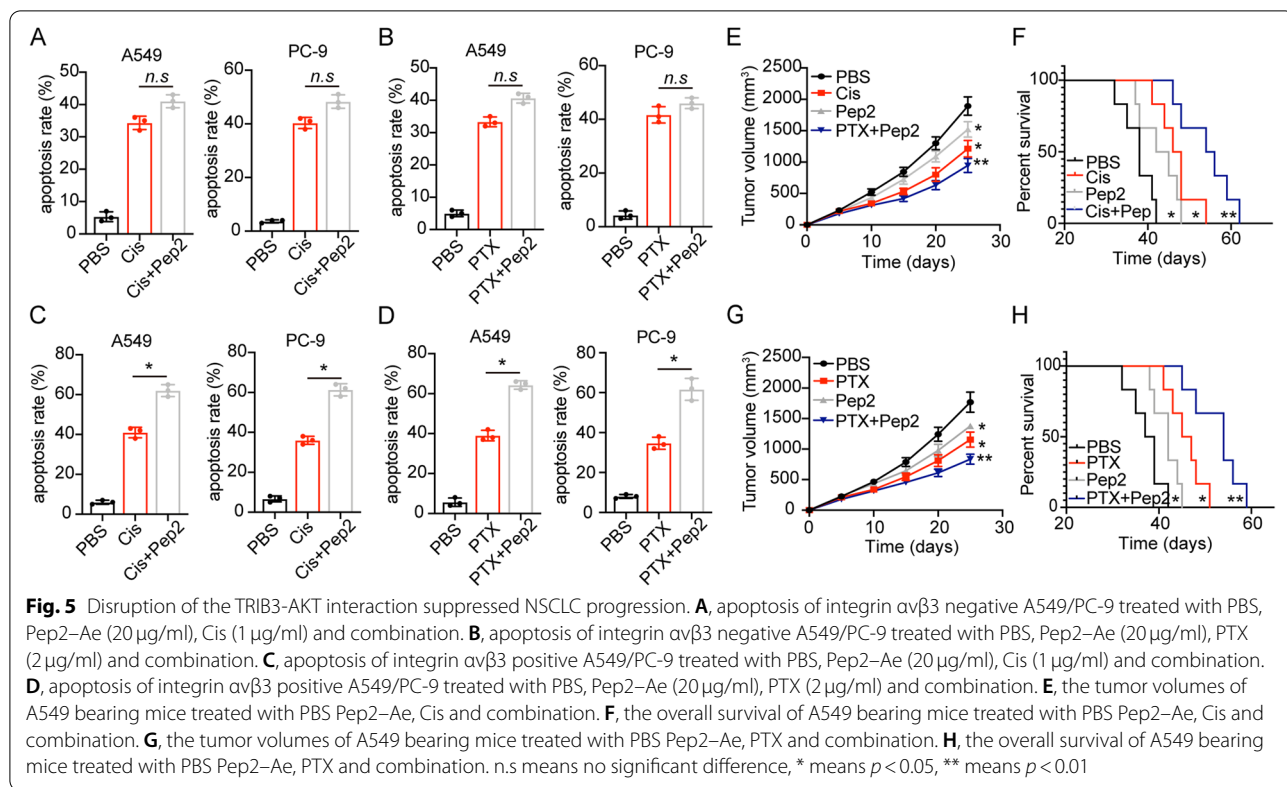 A
B
E
F
A549
PC-9
A549
PC-9
apoptosis rate (%)
50
40
30
20
10
0
n.s
PBS
Cis
Cis+Pep2
apoptosis rate (%)
60
40
20
0
n.s
PBS
Cis
Cis+Pep2
apoptosis rate (%)
50
40
30
20
10
0
n.s
PBS
PTX
PTX+Pep2
apoptosis rate (%)
60
40
20
0
n.s
PBS
PTX
PTX+Pep2
Tumor volume (mm³)
2500
2000
1500
1000
500
0
PBS
Cis
Pep2
PTX+Pep2
*
*
**
0 10 20 30
Time (days)
Percent survival
100
50
0
PBS
Cis
Pep2
Cis+Pep
* * **
20 40 60
Time (days)
C
D
G
H
A549
PC-9
A549
PC-9
apoptosis rate (%)
80
60
40
20
0
*
PBS
Cis
Cis+Pep2
apoptosis rate (%)
80
60
40
20
0
*
PBS
Cis
Cis+Pep2
apoptosis rate (%)
80
60
40
20
0
*
PBS
PTX
PTX+Pep2
apoptosis rate (%)
80
60
40
20
0
*
PBS
PTX
PTX+Pep2
Tumor volume (mm³)
2500
2000
1500
1000
500
0
PBS
PTX
Pep2
PTX+Pep2
*
*
**
0 10 20 30
Time (days)
Percent survival
100
50
0
PBS
PTX
Pep2
PTX+Pep2
* * **
20 40 60
Time (days)
Fig. 5 Disruption of the TRIB3-AKT interaction suppressed NSCLC progression. A, apoptosis of integrin αvβ3 negative A549/PC-9 treated with PBS,
Pep2–Ae (20 μg/ml), Cis (1 μg/ml) and combination. B, apoptosis of integrin αvβ3 negative A549/PC-9 treated with PBS, Pep2–Ae (20 μg/ml), PTX
(2 μg/ml) and combination. C, apoptosis of integrin αvβ3 positive A549/PC-9 treated with PBS, Pep2–Ae (20 μg/ml), Cis (1 μg/ml) and combination.
D, apoptosis of integrin αvβ3 positive A549/PC-9 treated with PBS, Pep2–Ae (20 μg/ml), PTX (2 μg/ml) and combination. E, the tumor volumes of
A549 bearing mice treated with PBS Pep2–Ae, Cis and combination. F, the overall survival of A549 bearing mice treated with PBS Pep2–Ae, Cis and
combination. G, the tumor volumes of A549 bearing mice treated with PBS Pep2–Ae, PTX and combination. H, the overall survival of A549 bearing
mice treated with PBS Pep2–Ae, PTX and combination. n.s means no significant difference, * means p < 0.05, ** means p < 0.01